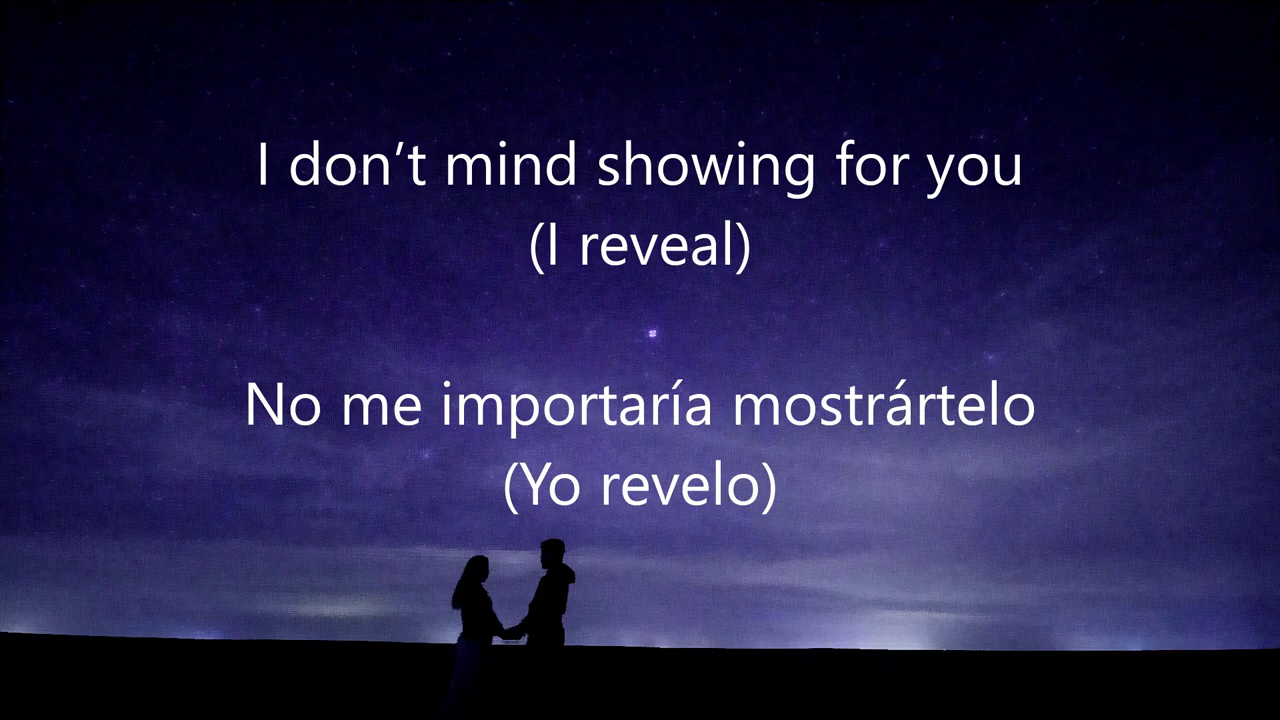 I don’t mind showing for you
(I reveal)
No me importaría mostrártelo
(Yo revelo)